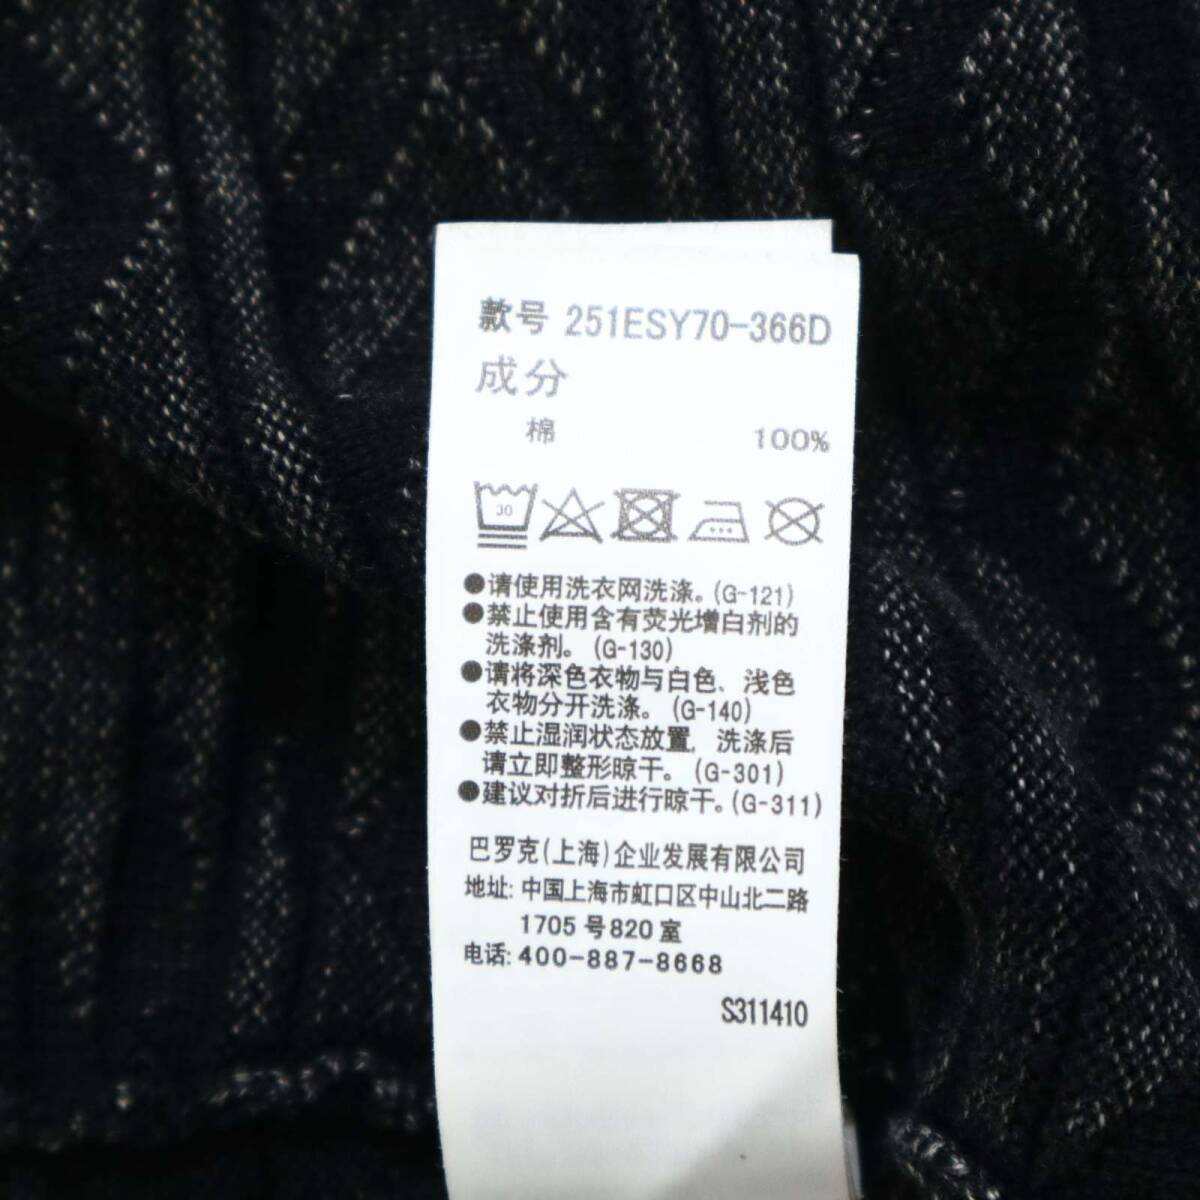 款号 251ESY70-366D
成分
棉 100%
30
●请使用洗衣网洗涤。(G-121)
●禁止使用含有荧光增白剂的
洗涤剂。(G-130)
●请将深色衣物与白色、浅色
衣物分开洗涤。(G-140)
●禁止湿润状态放置，洗涤后
请立即整形晾干。(G-301)
●建议对折后进行晾干。(G-311)
巴罗克(上海)企业发展有限公司
地址: 中国上海市虹口区中山北二路
1705 号820 室
电话: 400-887-8668
S311410